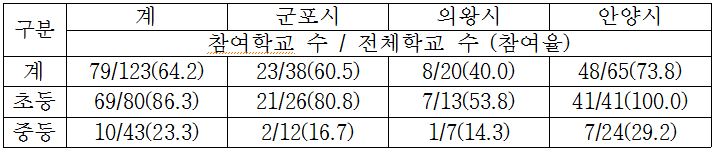 구분 계 군포시 의왕시 안양시
참여학교 수 / 전체학교 수 (참여율)
계 79/123(64.2) 23/38(60.5) 8/20(40.0) 48/65(73.8)
초등 69/80(86.3) 21/26(80.8) 7/13(53.8) 41/41(100.0)
중등 10/43(23.3) 2/12(16.7) 1/7(14.3) 7/24(29.2)